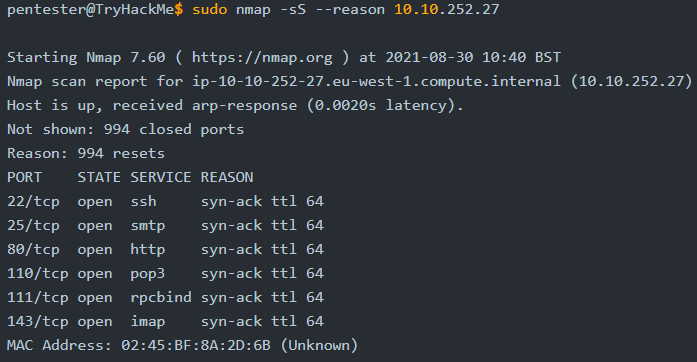 pentester@TryHackMe$ sudo nmap -sS --reason 10.10.252.27
Starting Nmap 7.60 ( https://nmap.org ) at 2021-08-30 10:40 BST
Nmap scan report for ip-10-10-252-27.eu-west-1.compute.internal (10.10.252.27)
Host is up, received arp-response (0.0020s latency).
Not shown: 994 closed ports
Reason: 994 resets
PORT    STATE SERVICE REASON
22/tcp  open  ssh     syn-ack ttl 64
25/tcp  open  smtp    syn-ack ttl 64
80/tcp  open  http    syn-ack ttl 64
110/tcp open  pop3    syn-ack ttl 64
111/tcp open  rpcbind syn-ack ttl 64
143/tcp open  imap    syn-ack ttl 64
MAC Address: 02:45:BF:8A:2D:6B (Unknown)